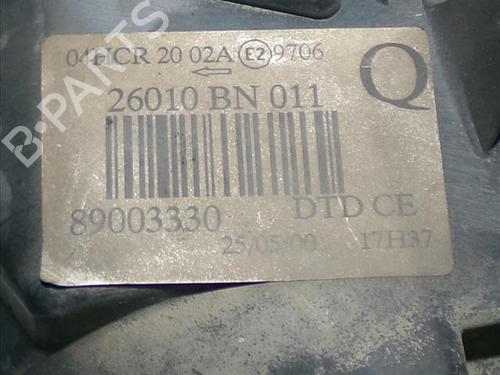 04HCR 20 02A E2 9706
←
26010 BN 011
Q
89003330 DTD CE
25/05/00 17H37
B-PARTS